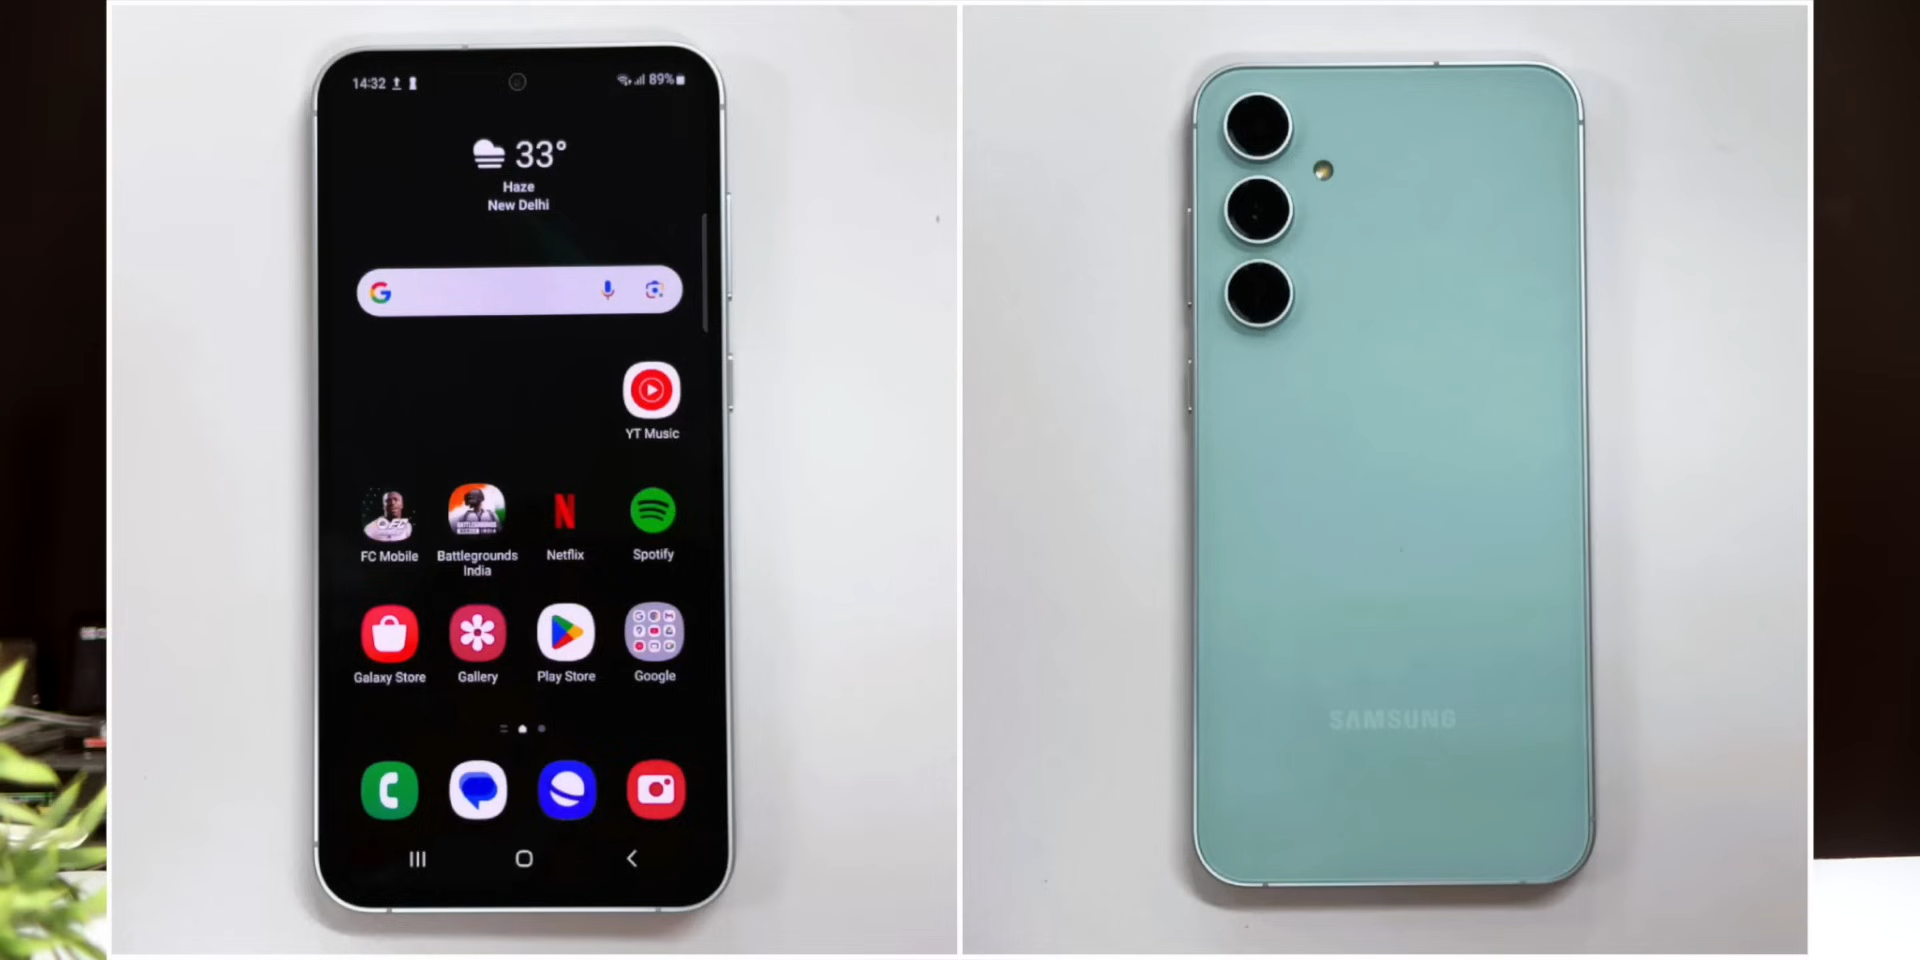 14:32
89%
33°
Haze
New Delhi
YT Music
FC Mobile
Battlegrounds
India
Netflix
Spotify
Galaxy Store
Gallery
Play Store
Google
SAMSUNG